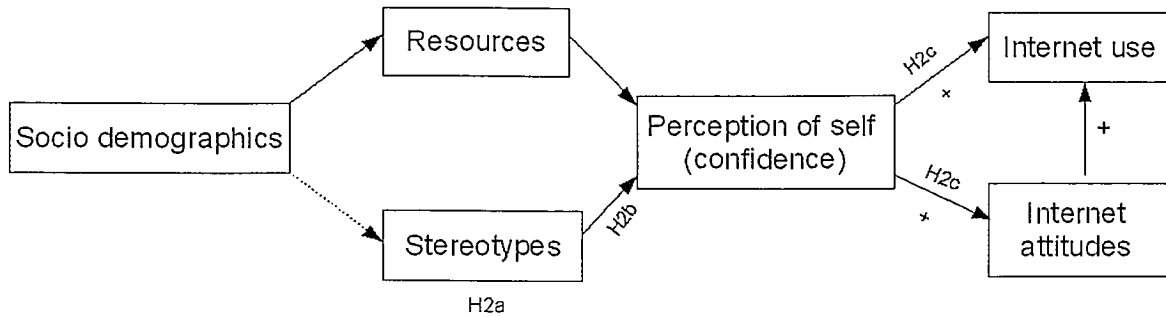 Socio demographics
Resources
Stereotypes
H2a
H2b
Perception of self
(confidence)
H2c
+
H2c
+
Internet use
+
Internet
attitudes